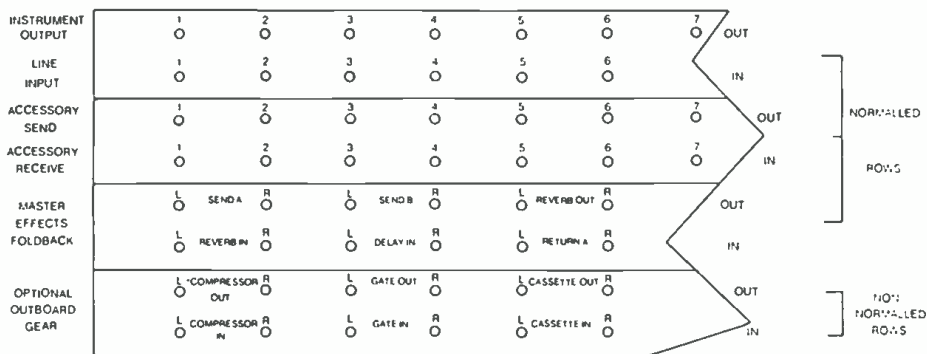 INSTRUMENT
OUTPUT
1 2 3 4 5 6 7
OUT
LINE
INPUT
1 2 3 4 5 6
IN
ACCESSORY
SEND
1 2 3 4 5 6 7
OUT
ACCESSORY
RECEIVE
1 2 3 4 5 6 7
IN
NORMALLED
ROWS
MASTER
EFFECTS
FOLDBACK
L SEND A R L SEND B R L REVERB OUT R
OUT
L REVERB IN R L DELAY IN R L RETURN A R
IN
OPTIONAL
OUTBOARD
GEAR
L COMPRESSOR OUT R L GATE OUT R L CASSETTE OUT R
OUT
L COMPRESSOR IN R L GATE IN R L CASSETTE IN R
IN
NON
NORMALLED
ROWS